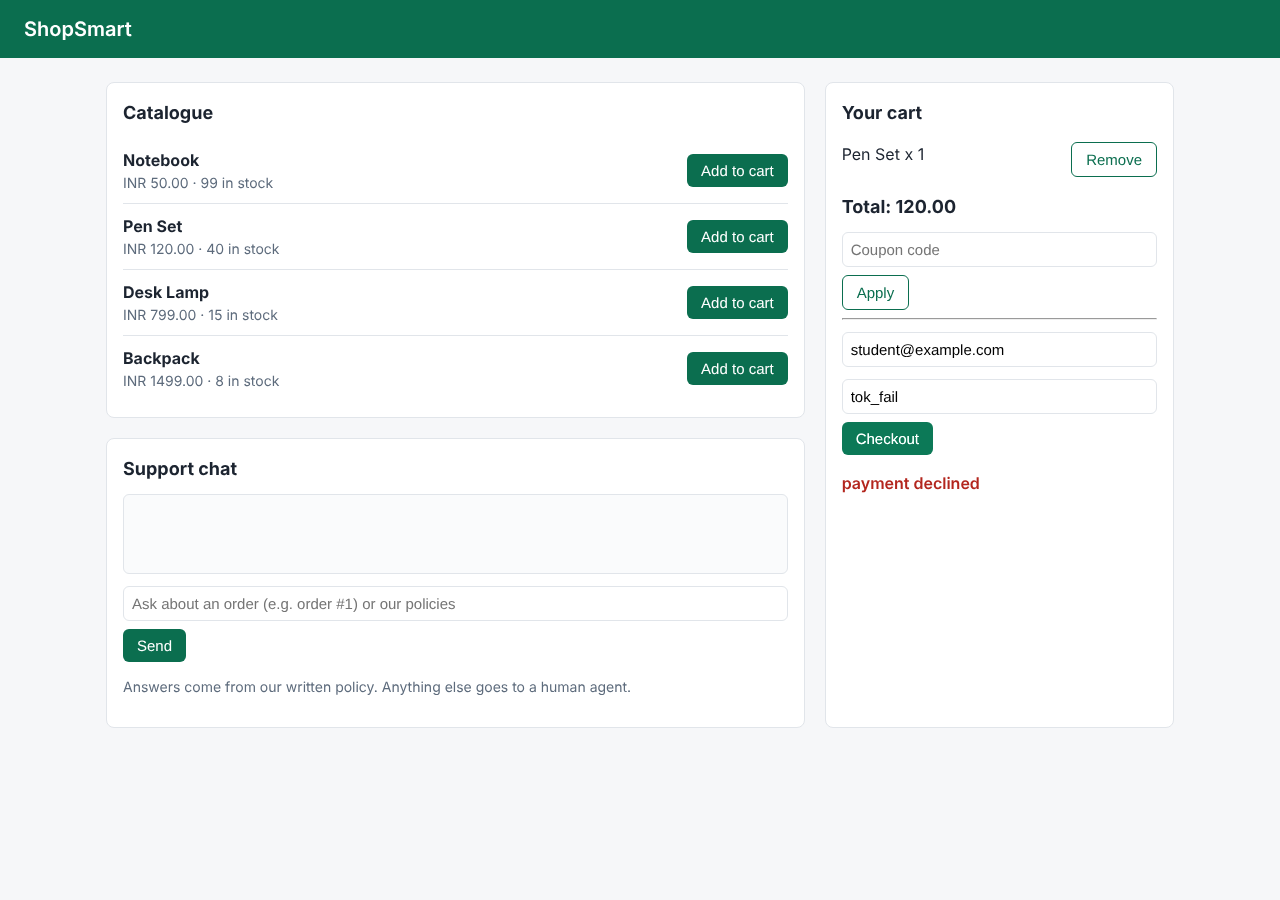 ShopSmart
Catalogue
Notebook
INR 50.00 · 99 in stock
Add to cart
Pen Set
INR 120.00 · 40 in stock
Add to cart
Desk Lamp
INR 799.00 · 15 in stock
Add to cart
Backpack
INR 1499.00 · 8 in stock
Add to cart
Support chat
Ask about an order (e.g. order #1) or our policies
Send
Answers come from our written policy. Anything else goes to a human agent.
Your cart
Pen Set x 1
Remove
Total: 120.00
Coupon code
Apply
student@example.com
tok_fail
Checkout
payment declined